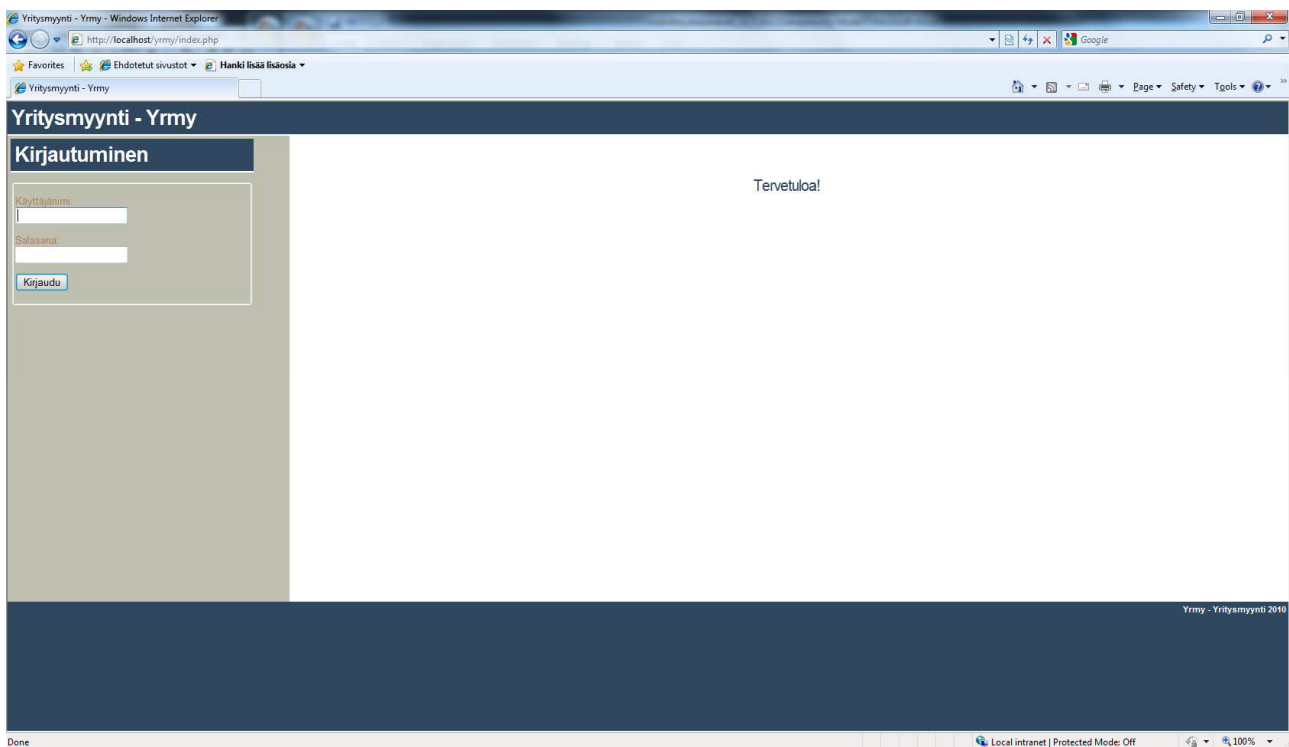 Yritysmyynti - Yrmy - Windows Internet Explorer
http://localhost/yrmy/index.php
Google
Favorites Ehdotetut sivustot Hanki lisää lisäosia
Yritysmyynti - Yrmy
Page Safety Tools
Yritysmyynti - Yrmy
Kirjautuminen
Tervetuloa!
Käyttäjänimi:
Salasana:
Kirjaudu
Yrmy - Yritysmyynti 2010
Done
Local intranet | Protected Mode: Off
100%